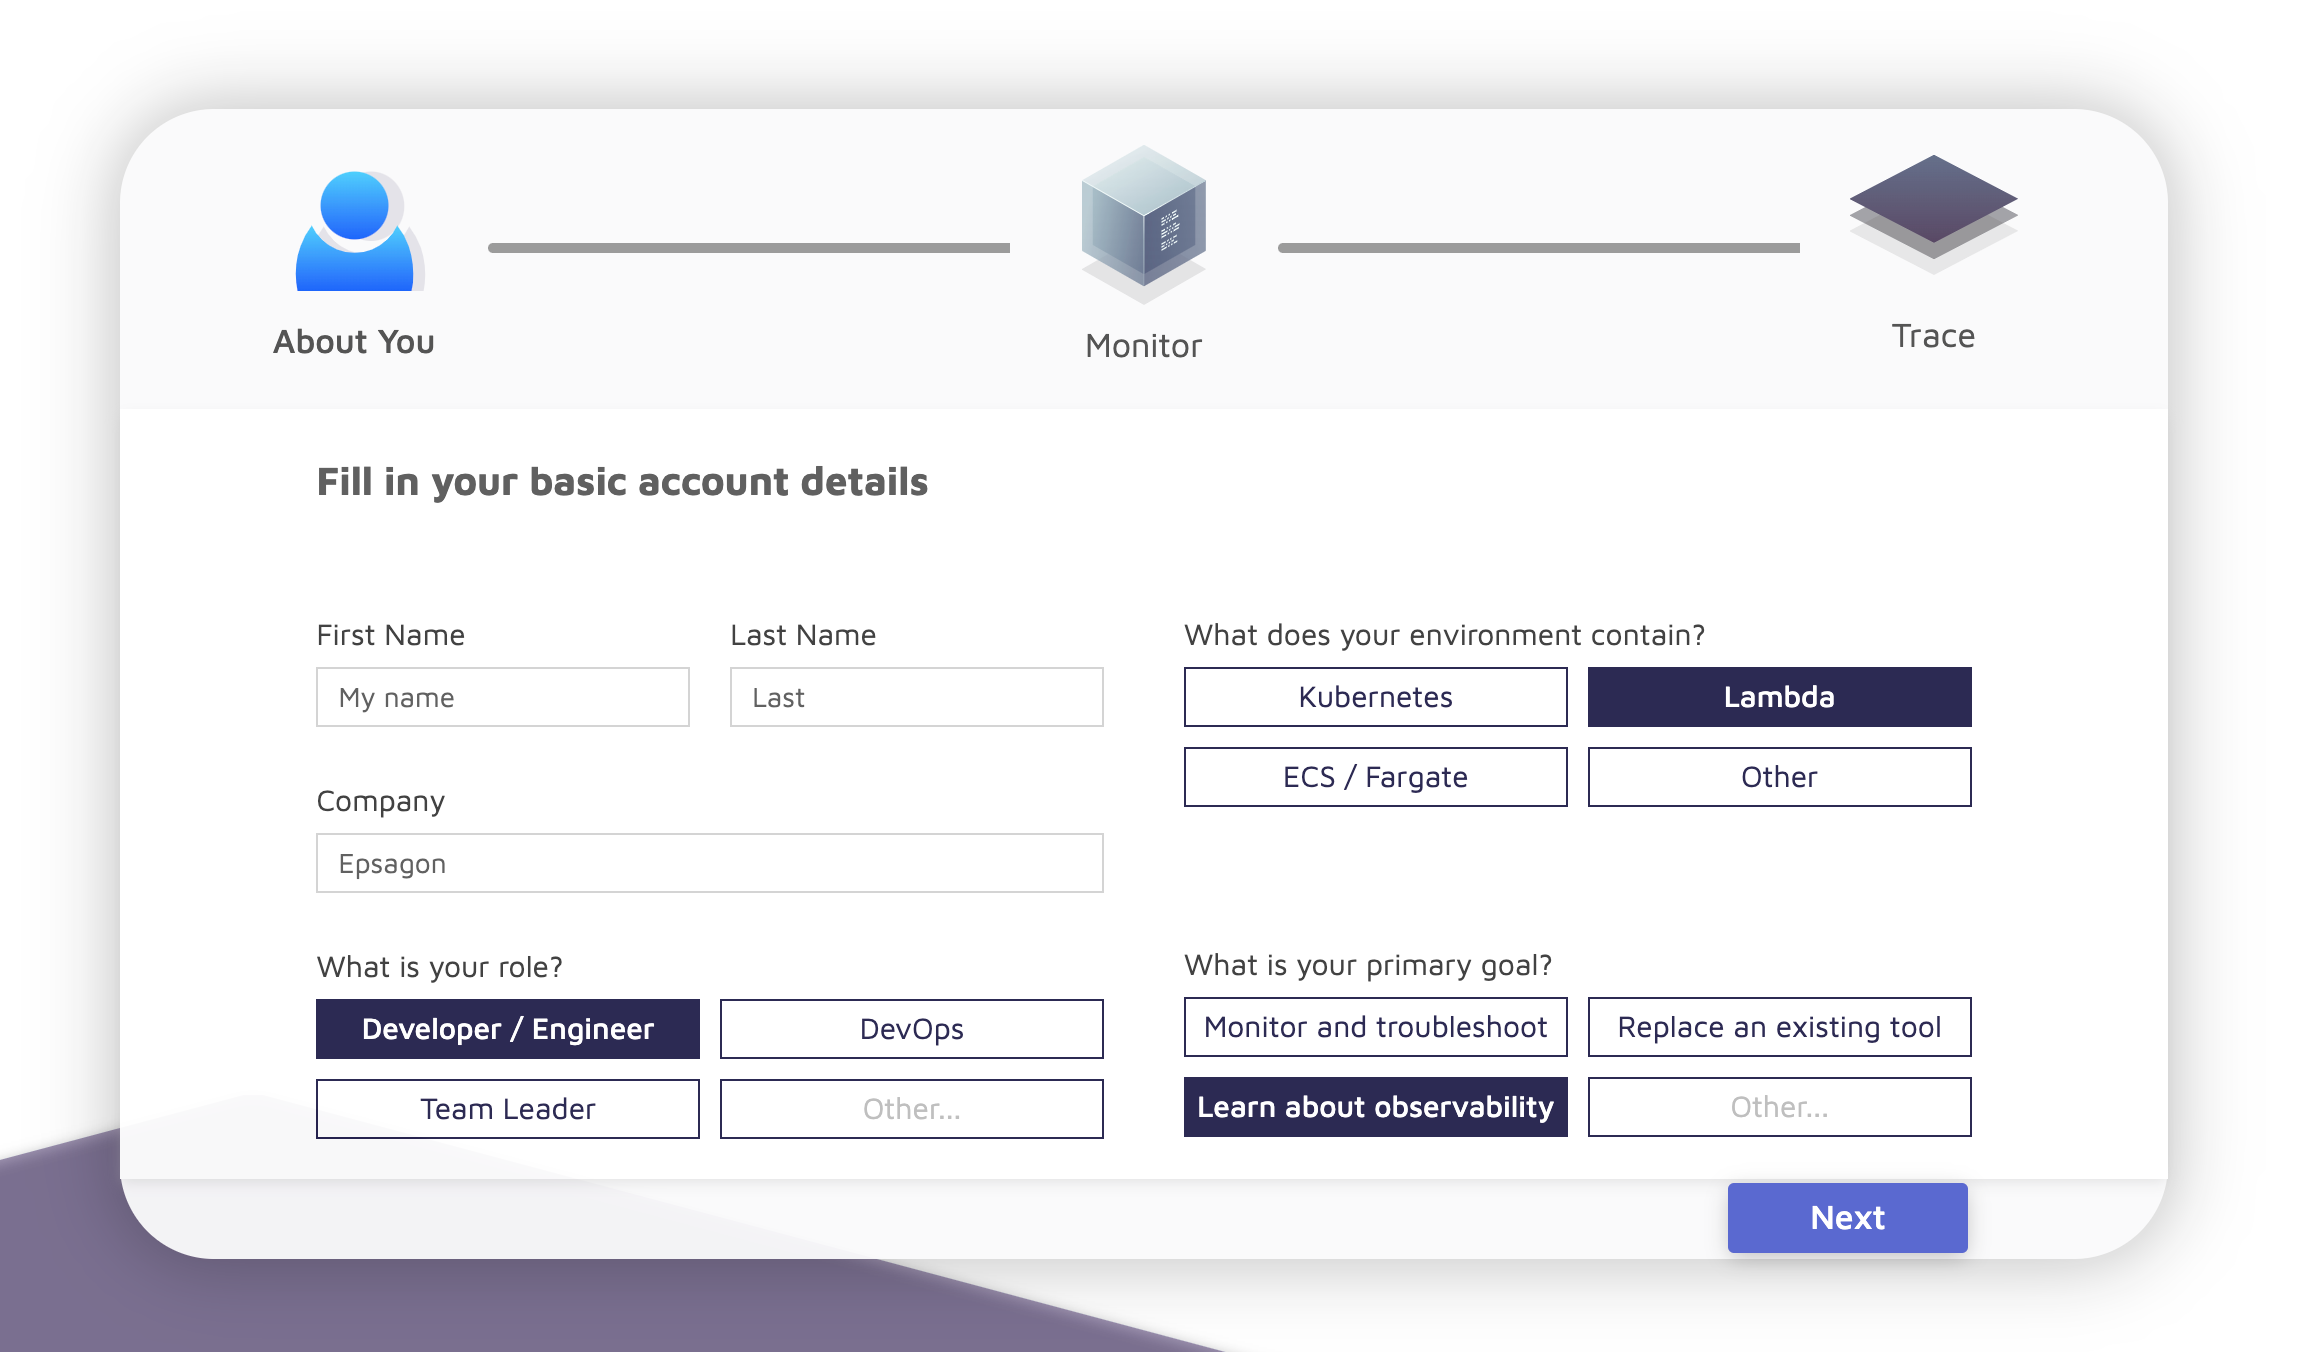 About You
Monitor
Trace
Fill in your basic account details
First Name
Last Name
My name
Last
Company
Epsagon
What is your role?
Developer / Engineer
DevOps
Team Leader
Other...
What does your environment contain?
Kubernetes
Lambda
ECS / Fargate
Other
What is your primary goal?
Monitor and troubleshoot
Replace an existing tool
Learn about observability
Other...
Next